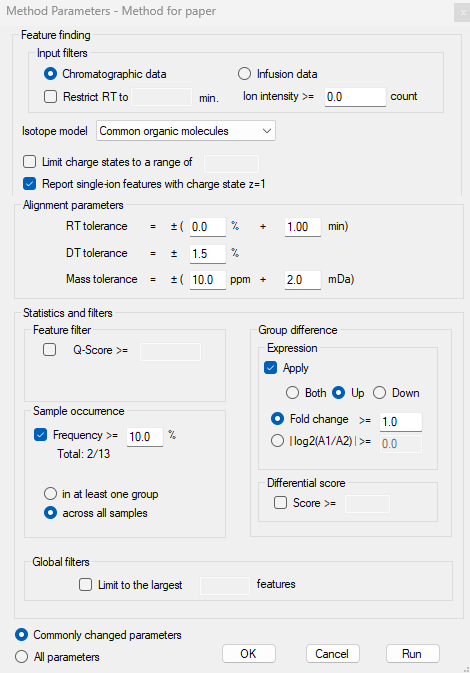 Method Parameters - Method for paper
Feature finding
Input filters
Chromatographic data
Infusion data
Restrict RT to min. Ion intensity >= 0.0 count
Isotope model Common organic molecules
Limit charge states to a range of
Report single-ion features with charge state z=1
Alignment parameters
RT tolerance = ± ( 0.0 % + 1.00 min)
DT tolerance = ± 1.5 %
Mass tolerance = ± ( 10.0 ppm + 2.0 mDa)
Statistics and filters
Feature filter
Q-Score >=
Sample occurrence
Frequency >= 10.0 %
Total: 2/13
in at least one group
across all samples
Group difference
Expression
Apply
Both Up Down
Fold change >= 1.0
| log2(A1/A2) | >= 0.0
Differential score
Score >=
Global filters
Limit to the largest features
Commonly changed parameters
All parameters
OK Cancel Run